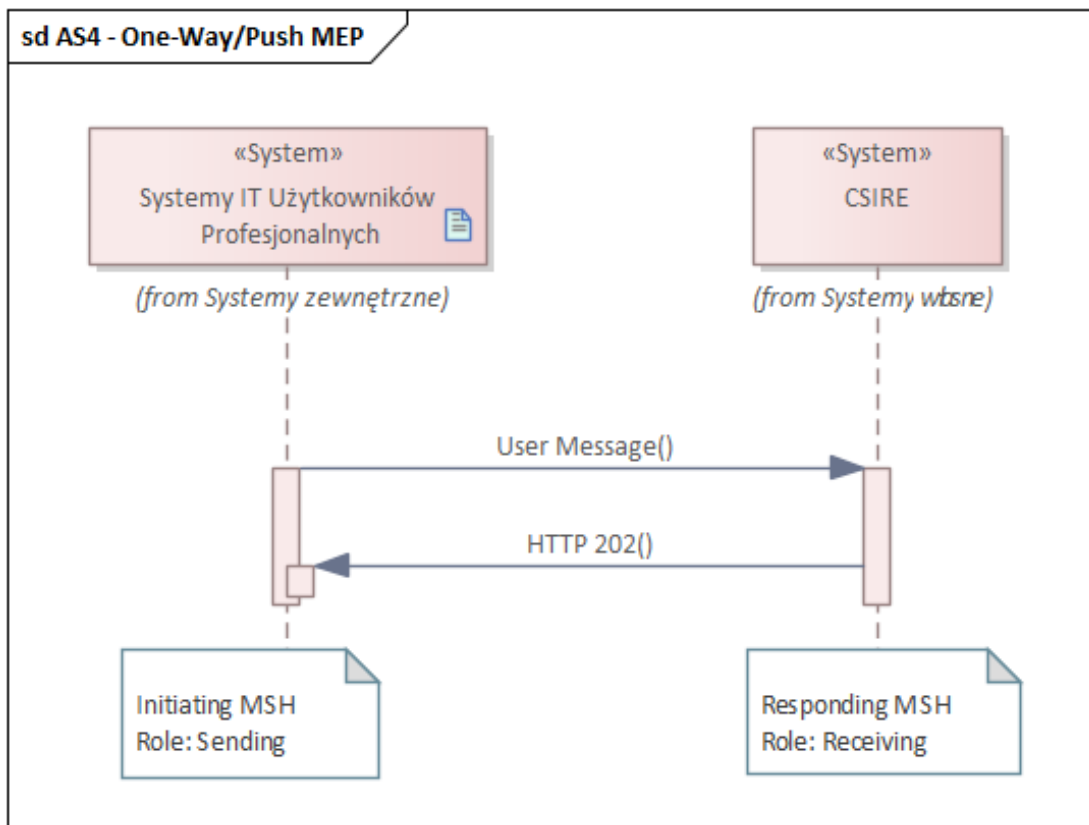 sd AS4 - One-Way/Push MEP
«System»
Systemy IT Użytkowników
Profesjonalnych
(from Systemy zewnętrzne)
«System»
CSIRE
(from Systemy własne)
User Message()
HTTP 202()
Initiating MSH
Role: Sending
Responding MSH
Role: Receiving